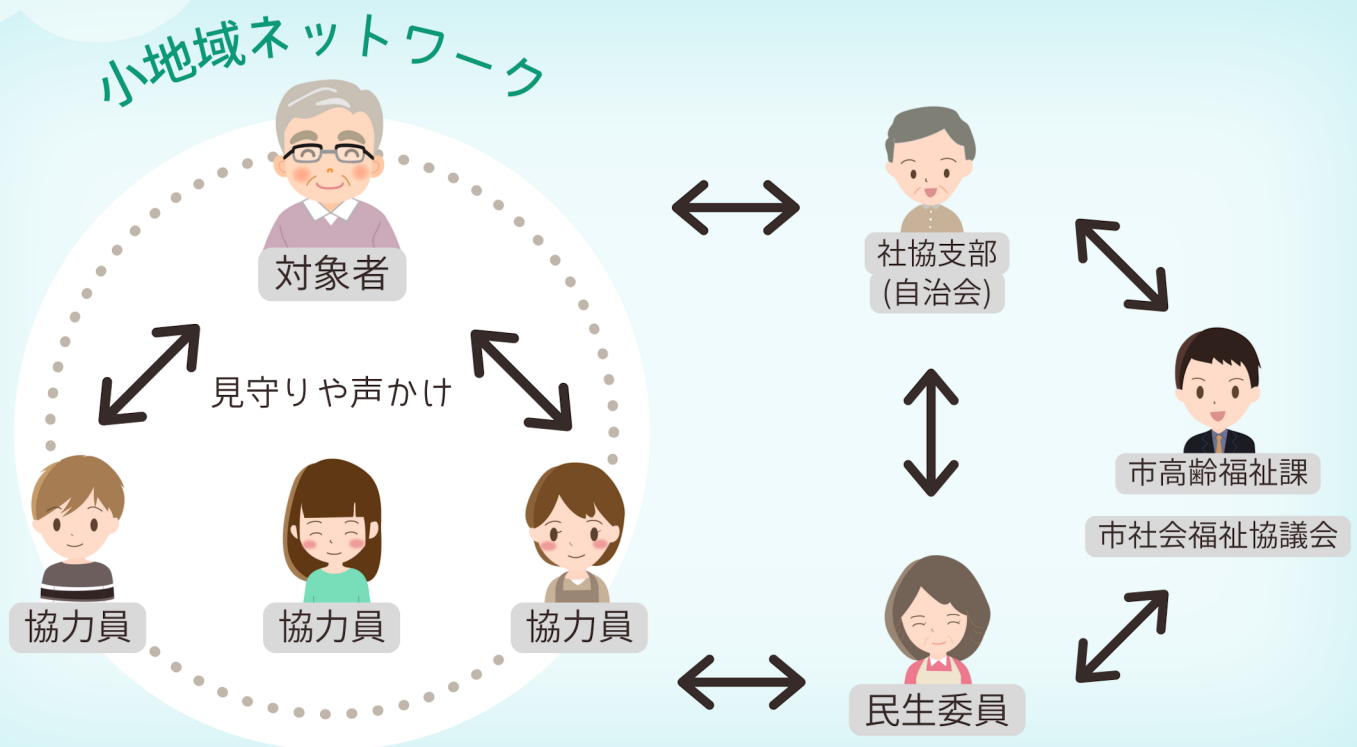 小地域ネットワーク
対象者
見守りや声かけ
協力員
協力員
協力員
社協支部
(自治会)
市高齢福祉課
市社会福祉協議会
民生委員